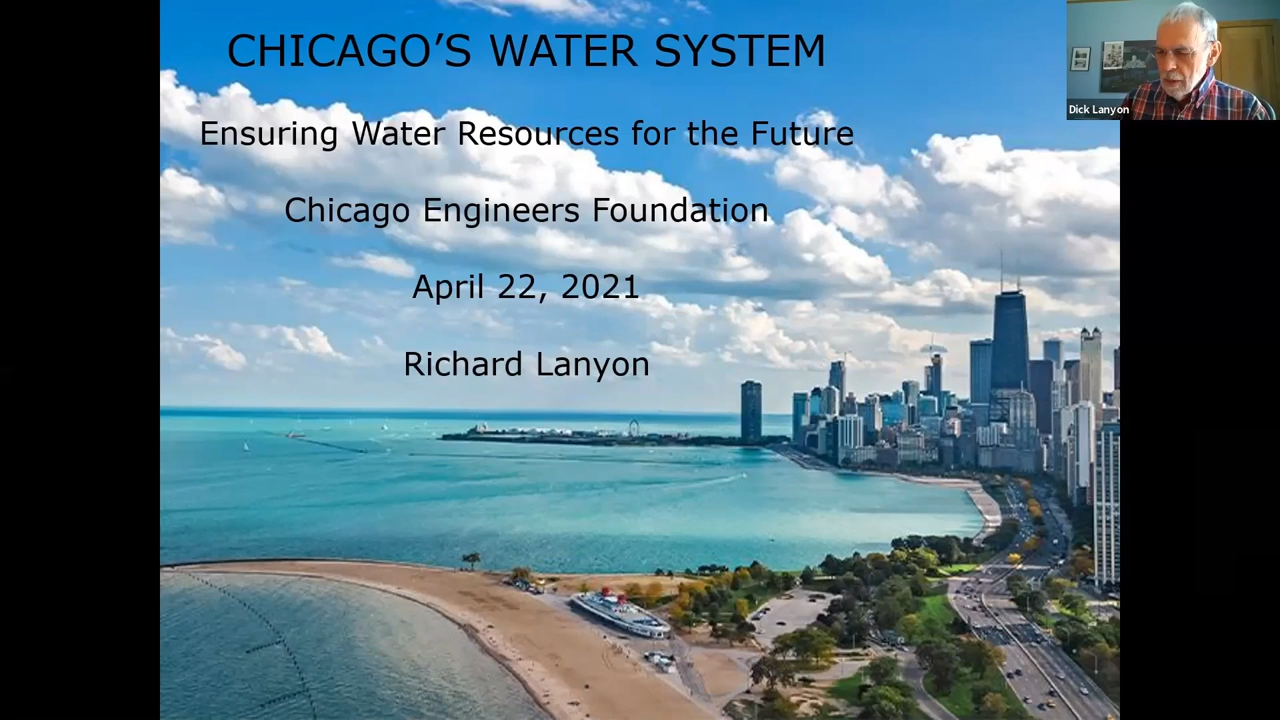 CHICAGO’S WATER SYSTEM
Ensuring Water Resources for the Future
Chicago Engineers Foundation
April 22, 2021
Richard Lanyon
Dick Lanyon